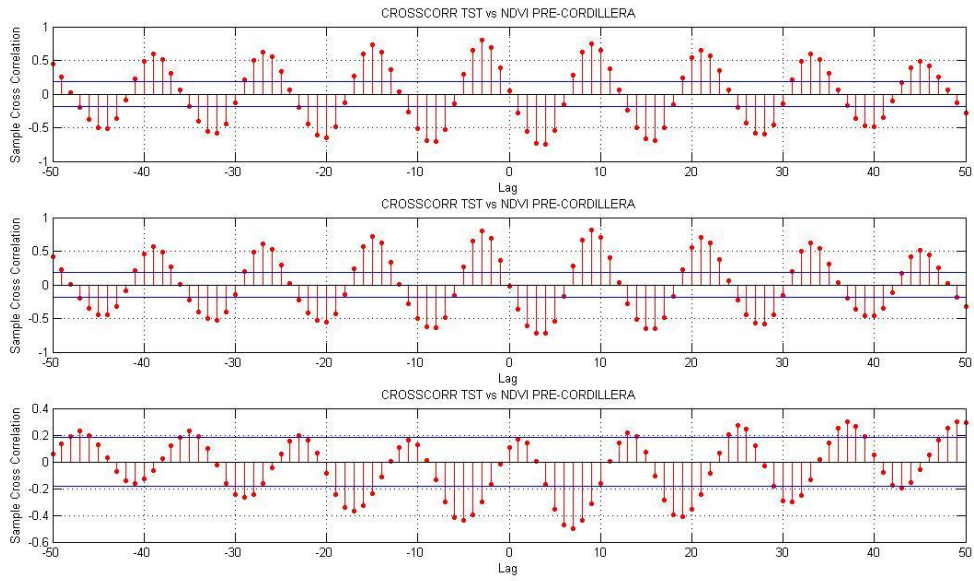 CROSSCORR TST vs NDVI PRE-CORDILLERA
Sample Cross Correlation
1
0.5
0
-0.5
-1
-50 -40 -30 -20 -10 0 10 20 30 40 50
Lag
CROSSCORR TST vs NDVI PRE-CORDILLERA
Sample Cross Correlation
1
0.5
0
-0.5
-1
-50 -40 -30 -20 -10 0 10 20 30 40 50
Lag
CROSSCORR TST vs NDVI PRE-CORDILLERA
Sample Cross Correlation
0.4
0.2
0
-0.2
-0.4
-0.6
-50 -40 -30 -20 -10 0 10 20 30 40 50
Lag